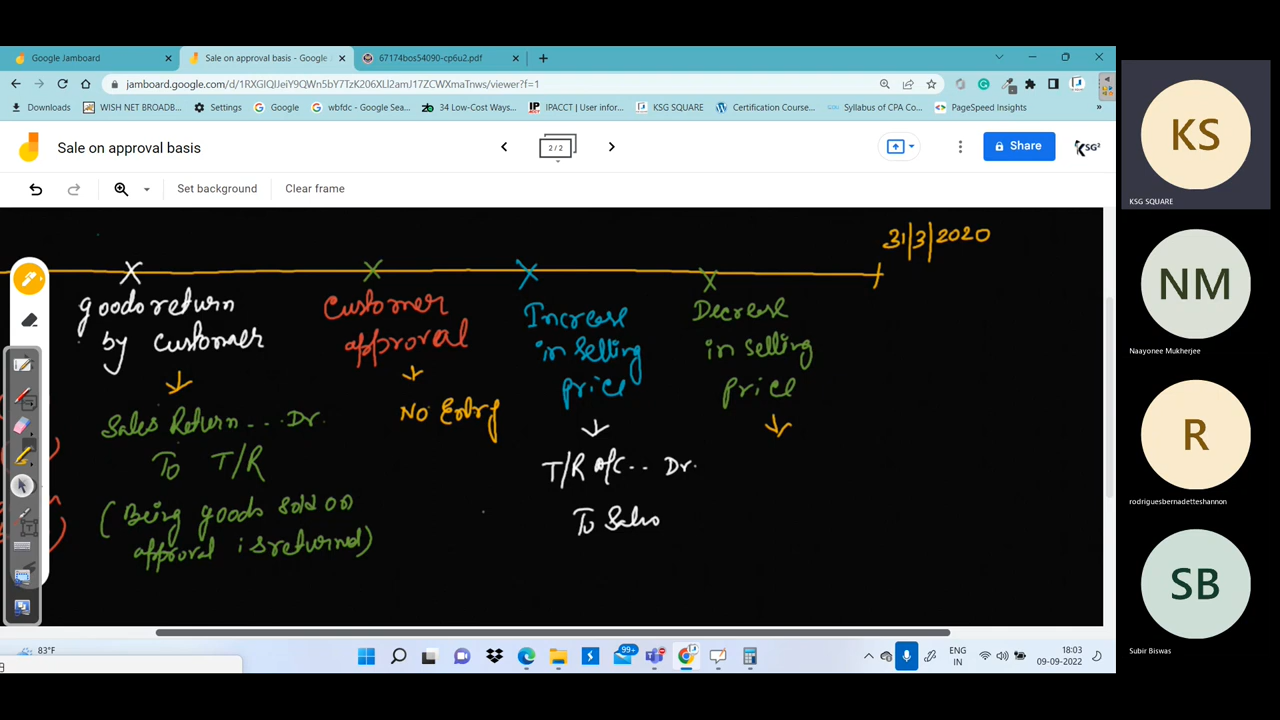 Google Jamboard
Sale on approval basis - Google
67174bos54090-cp6u2.pdf
jamboard.google.com/d/1RXGIQIJeiY9QWn5bY7TzK206XLl2amJ17ZCWXmaTnws/viewer?f=1
Downloads
WISH NET BROADB...
Settings
Google
wbfdc - Google Sea...
34 Low-Cost Ways...
IPACCT | User infor...
KSG SQUARE
Certification Course...
Syllabus of CPA Co...
PageSpeed Insights
Sale on approval basis
2/2
Share
KSG²
Set background
Clear frame
31/3/2020
goods return
by customer
Sales Return... Dr.
To T/R
(Being goods sold on
approval is returned)
Customer
approval
No Entry
Increase
in selling
price
T/R A/C.. Dr.
To Sales
Decrease
in selling
price
83°F
99+
ENG
IN
18:03
09-09-2022
KS
KSG SQUARE
NM
Naayonee Mukherjee
R
rodriguesbernadetteshannon
SB
Subir Biswas